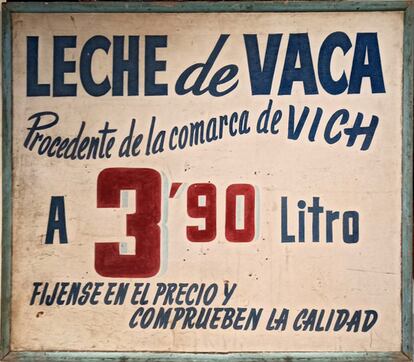 LECHE de VACA
Procedente de la comarca de VICH
A 3'90 Litro
FIJENSE EN EL PRECIO Y
COMPRUEBEN LA CALIDAD